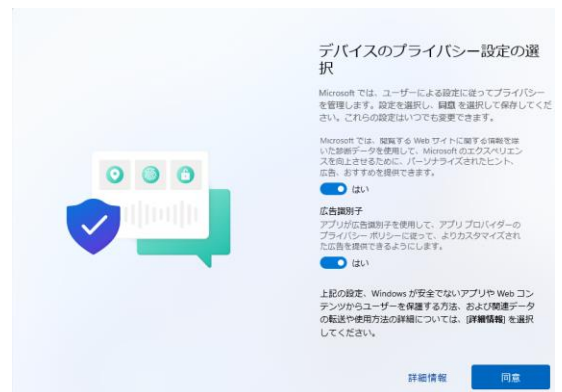 デバイスのプライバシー設定の選
択
Microsoft では、ユーザーによる設定に従ってプライバシー
を管理します。設定を選択し、同意 を選択して保存してくだ
さい。これらの設定はいつでも変更できます。
Microsoft では、閲覧する Web サイトに関する情報を除
いた診断データを使用して、Microsoft のエクスペリエン
スを向上させるために、パーソナライズされたヒント、
広告、おすすめを提供できます。
はい
広告識別子
アプリが広告識別子を使用して、アプリ プロバイダーの
プライバシー ポリシーに従って、よりカスタマイズされ
た広告を提供できるようにします。
はい
上記の設定、Windows が安全でないアプリや Web コン
テンツからユーザーを保護する方法、および関連データ
の転送や使用方法の詳細については、[詳細情報] を選択
してください。
詳細情報
同意